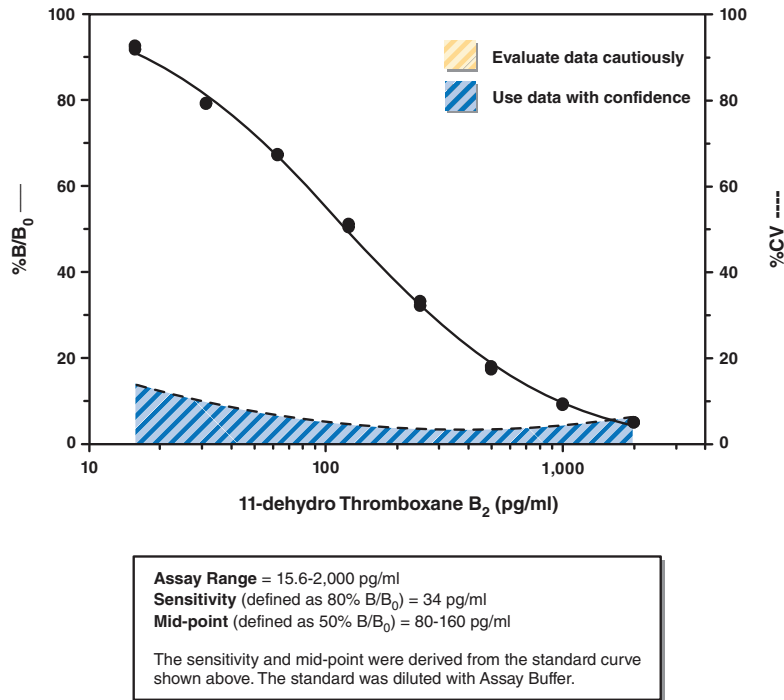 100
80
60
40
20
0
%B/B0 —
Evaluate data cautiously
Use data with confidence
100
80
60
40
20
0
%CV ----
10
100
1,000
11-dehydro Thromboxane B2 (pg/ml)
Assay Range = 15.6-2,000 pg/ml
Sensitivity (defined as 80% B/B0) = 34 pg/ml
Mid-point (defined as 50% B/B0) = 80-160 pg/ml
The sensitivity and mid-point were derived from the standard curve
shown above. The standard was diluted with Assay Buffer.